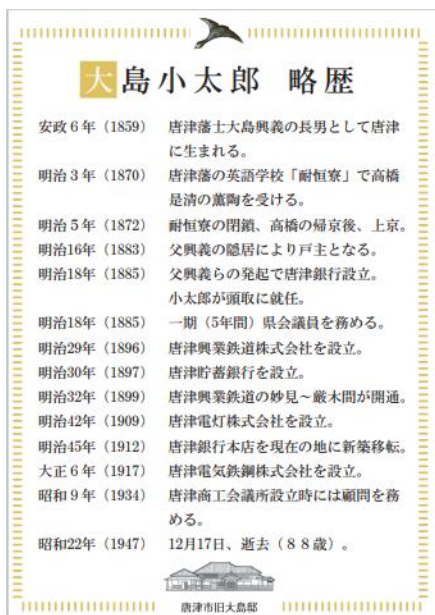 大島小太郎 略歴
安政6年（1859） 唐津藩士大島興義の長男として唐津
に生まれる。
明治3年（1870） 唐津藩の英語学校「耐恒寮」で高橋
是清の薫陶を受ける。
明治5年（1872） 耐恒寮の閉鎖、高橋の帰京後、上京。
明治16年（1883） 父興義の隠居により戸主となる。
明治18年（1885） 父興義らの発起で唐津銀行設立。
小太郎が頭取に就任。
明治18年（1885） 一期（5年間）県会議員を務める。
明治29年（1896） 唐津興業鉄道株式会社を設立。
明治30年（1897） 唐津貯蓄銀行を設立。
明治32年（1899） 唐津興業鉄道の妙見～厳木間が開通。
明治42年（1909） 唐津電灯株式会社を設立。
明治45年（1912） 唐津銀行本店を現在の地に新築移転。
大正6年（1917） 唐津電気鉄鋼株式会社を設立。
昭和9年（1934） 唐津商工会議所設立時には顧問を務
める。
昭和22年（1947） 12月17日、逝去（８８歳）。
唐津市旧大島邸